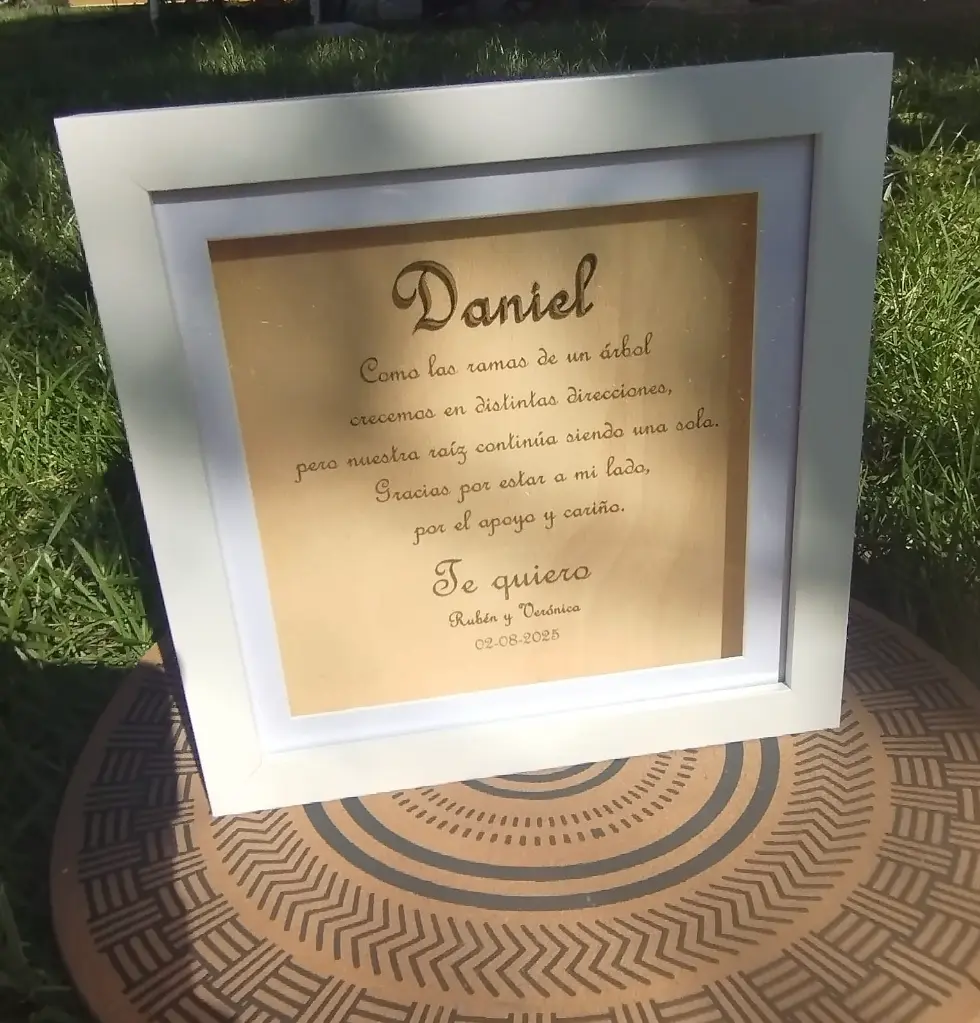 Daniel
Como las ramas de un árbol
crecemos en distintas direcciones,
pero nuestra raíz continúa siendo una sola.
Gracias por estar a mi lado,
por el apoyo y cariño.
Te quiero
Rubén y Verónica
02-08-2025